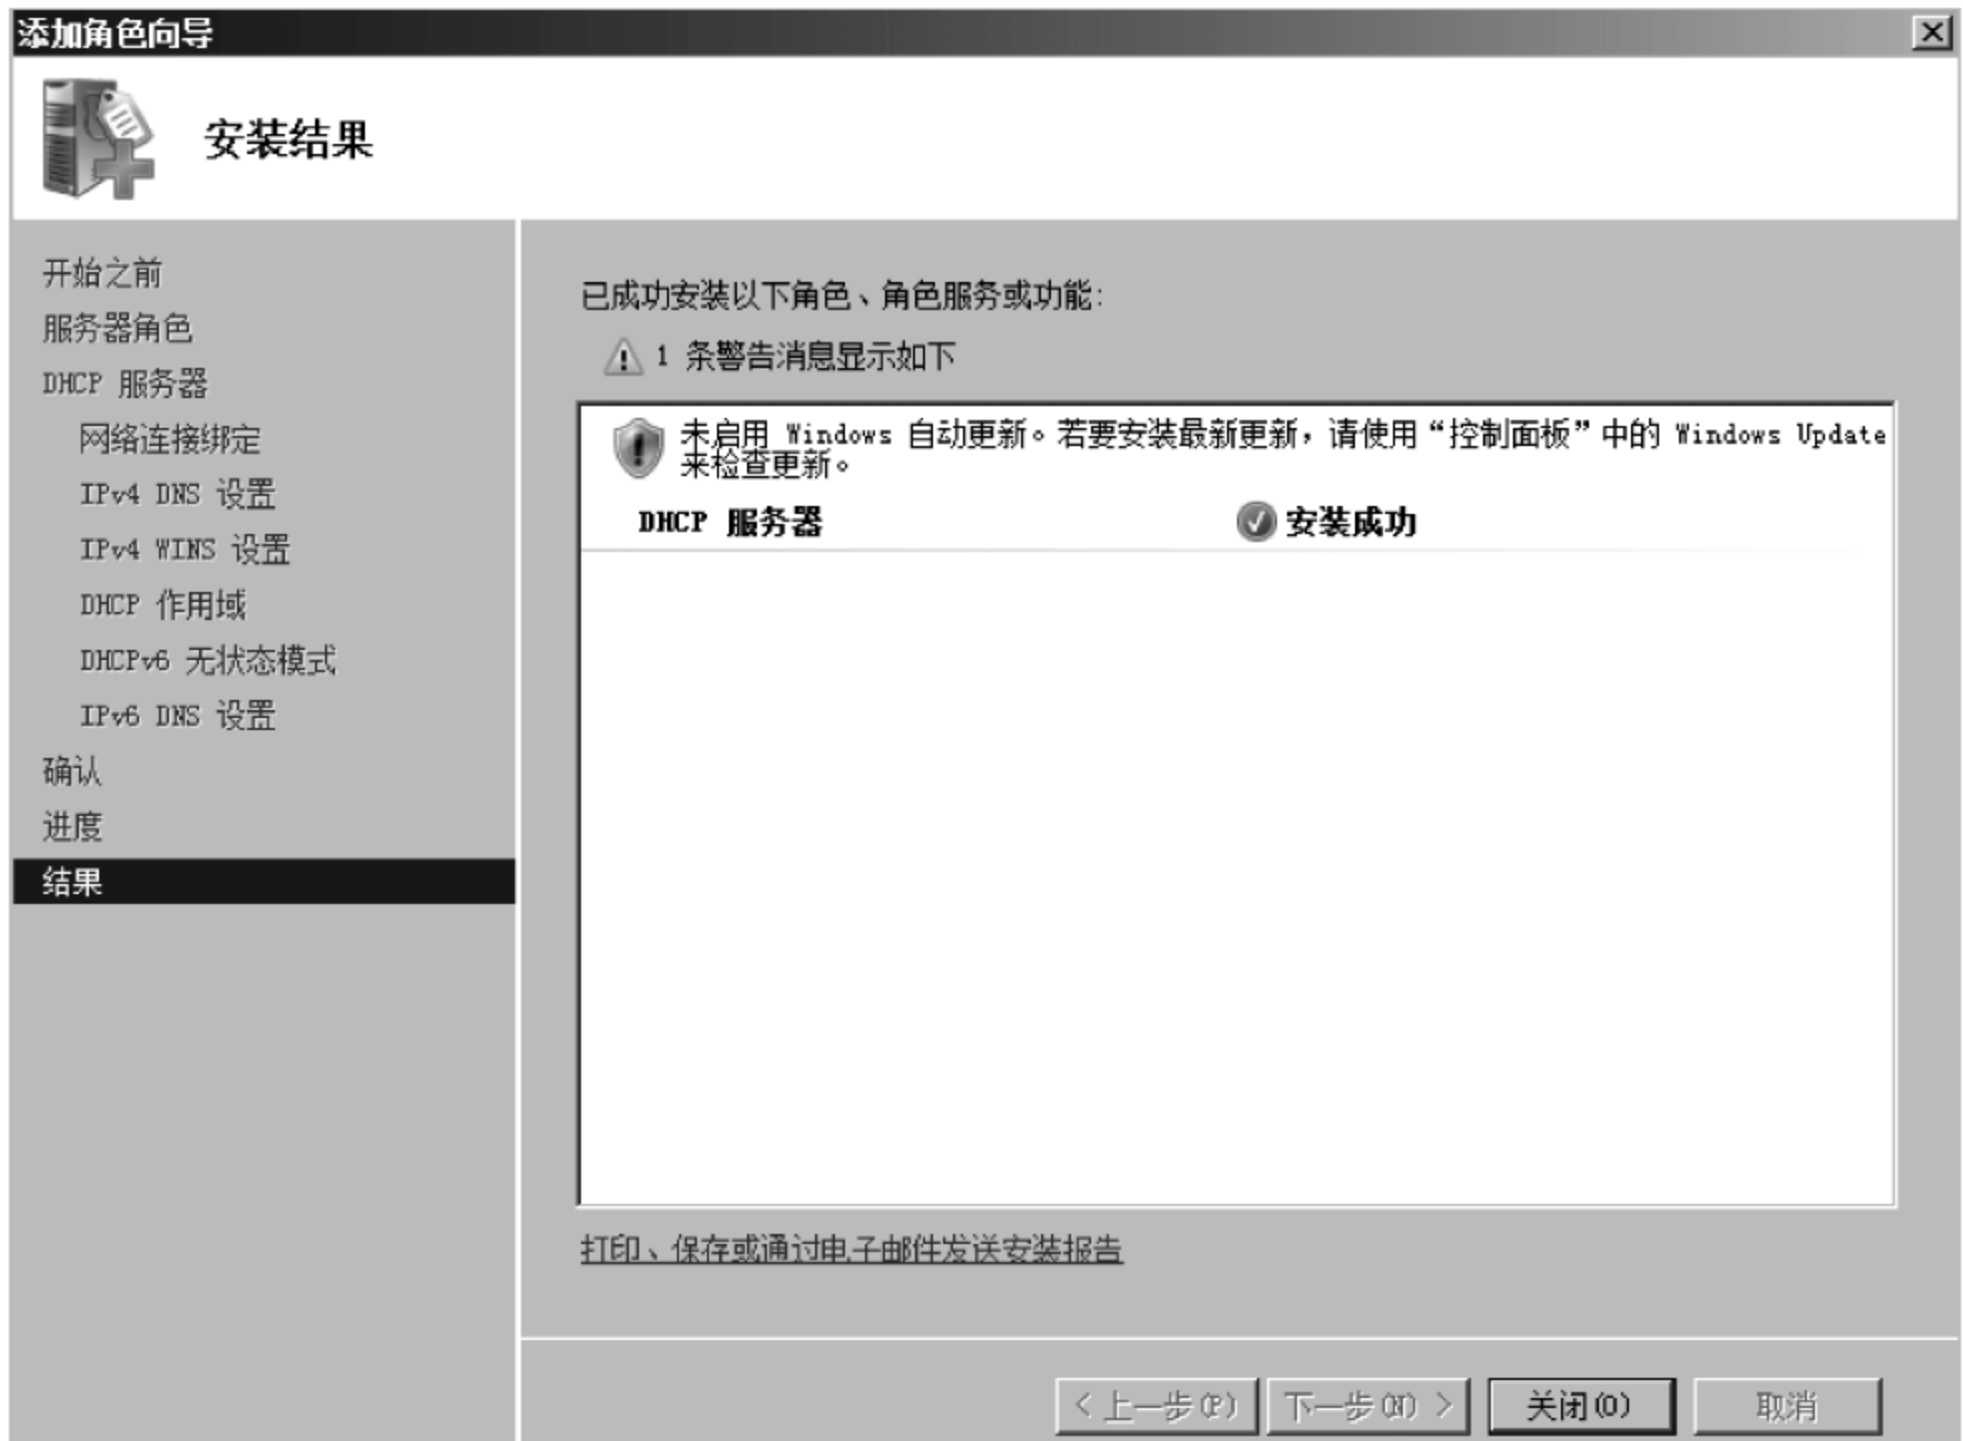 添加角色向导
安装结果
开始之前
服务器角色
DHCP 服务器
网络连接绑定
IPv4 DNS 设置
IPv4 WINS 设置
DHCP 作用域
DHCPv6 无状态模式
IPv6 DNS 设置
确认
进度
结果
已成功安装以下角色、角色服务或功能:
1 条警告消息显示如下
未启用 Windows 自动更新。若要安装最新更新，请使用“控制面板”中的 Windows Update
来检查更新。
DHCP 服务器 安装成功
打印、保存或通过电子邮件发送安装报告
< 上一步(P) 下一步(N) > 关闭(O) 取消